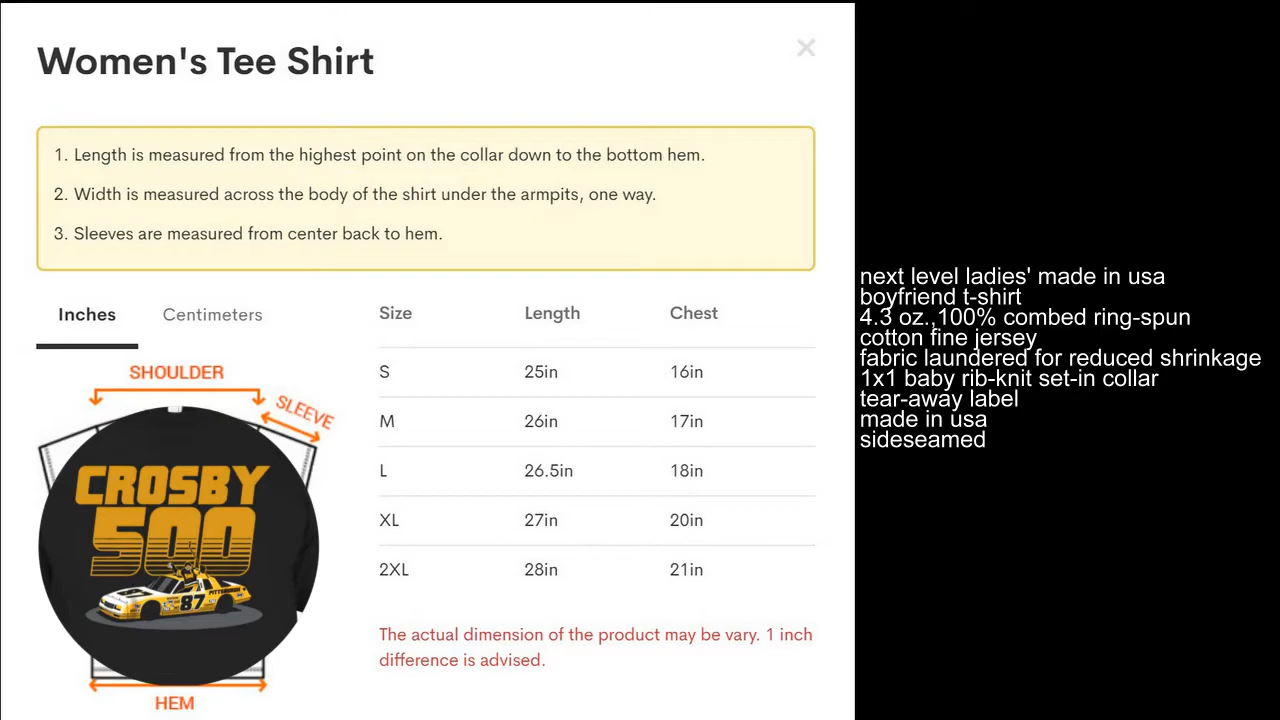 Women's Tee Shirt
×
1. Length is measured from the highest point on the collar down to the bottom hem.
2. Width is measured across the body of the shirt under the armpits, one way.
3. Sleeves are measured from center back to hem.
Inches Centimeters
Size Length Chest
S 25in 16in
M 26in 17in
L 26.5in 18in
XL 27in 20in
2XL 28in 21in
The actual dimension of the product may be vary. 1 inch
difference is advised.
SHOULDER
SLEEVE
CROSBY
500
87
PITTSBURGH
HEM
next level ladies' made in usa
boyfriend t-shirt
4.3 oz.,100% combed ring-spun
cotton fine jersey
fabric laundered for reduced shrinkage
1x1 baby rib-knit set-in collar
tear-away label
made in usa
sideseamed